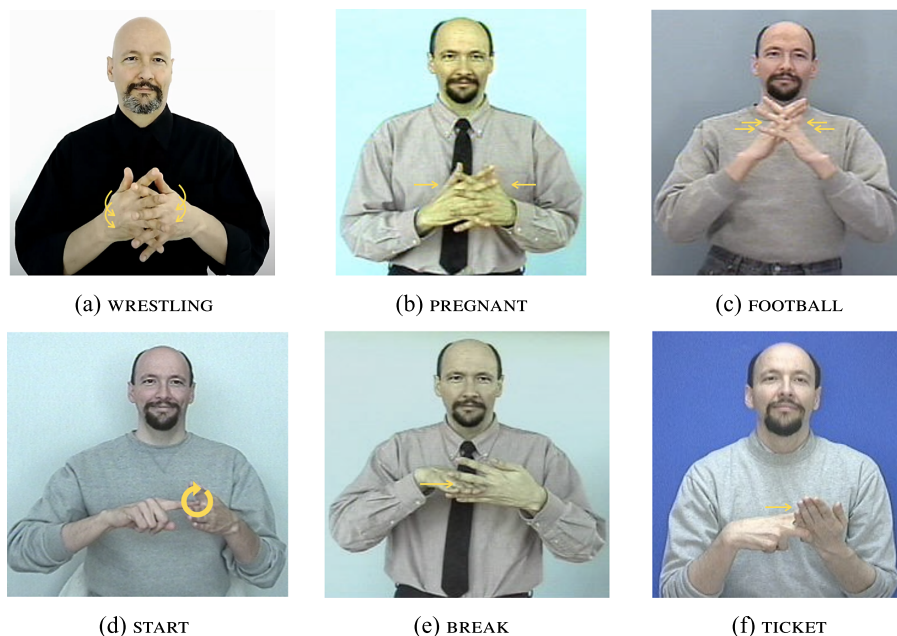 (a) WRESTLING
(b) PREGNANT
(c) FOOTBALL
(d) START
(e) BREAK
(f) TICKET